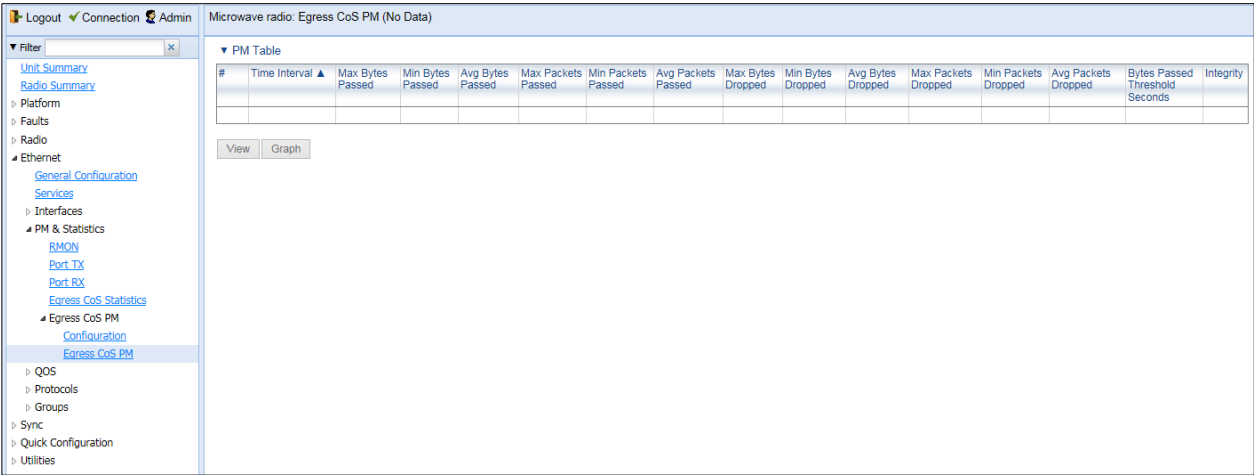 Logout Connection Admin
Microwave radio: Egress CoS PM (No Data)
Filter
Unit Summary
Radio Summary
Platform
Faults
Radio
Ethernet
General Configuration
Services
Interfaces
PM & Statistics
RMON
Port TX
Port RX
Egress CoS Statistics
Egress CoS PM
Configuration
Egress CoS PM
QOS
Protocols
Groups
Sync
Quick Configuration
Utilities
▼ PM Table
# Time Interval ▲ Max Bytes Passed Min Bytes Passed Avg Bytes Passed Max Packets Passed Min Packets Passed Avg Packets Passed Max Bytes Dropped Min Bytes Dropped Avg Bytes Dropped Max Packets Dropped Min Packets Dropped Avg Packets Dropped Bytes Passed Threshold Seconds Integrity
View Graph